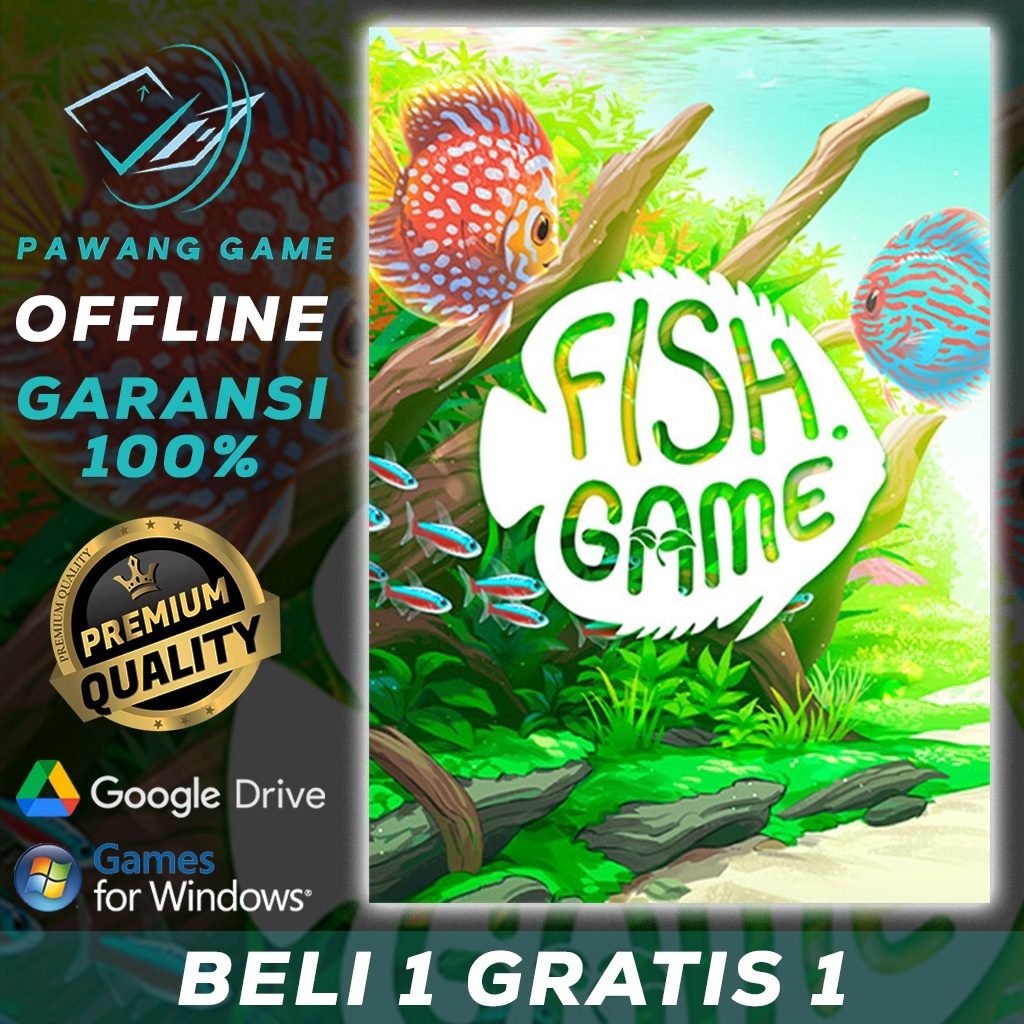 PAWANG GAME
OFFLINE
GARANSI
100%
PREMIUM QUALITY
PREMIUM
QUALITY
Google Drive
Games
for Windows®
FISH.
GAME
BELI 1 GRATIS 1